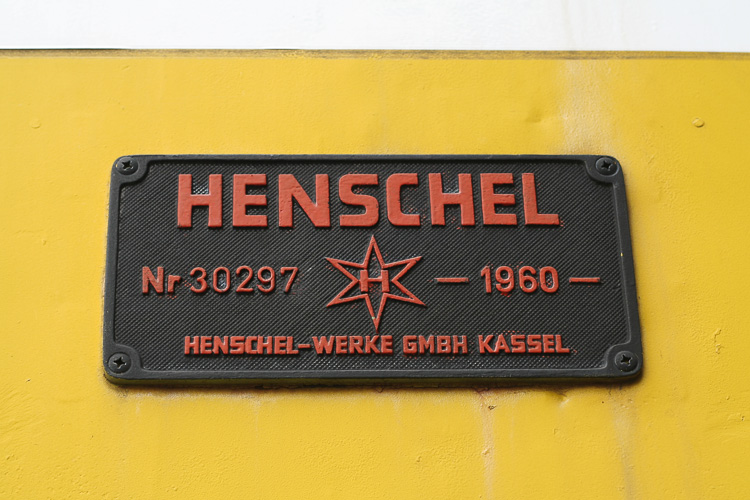 HENSCHEL
Nr 30297 H — 1960 —
HENSCHEL-WERKE GMBH KASSEL